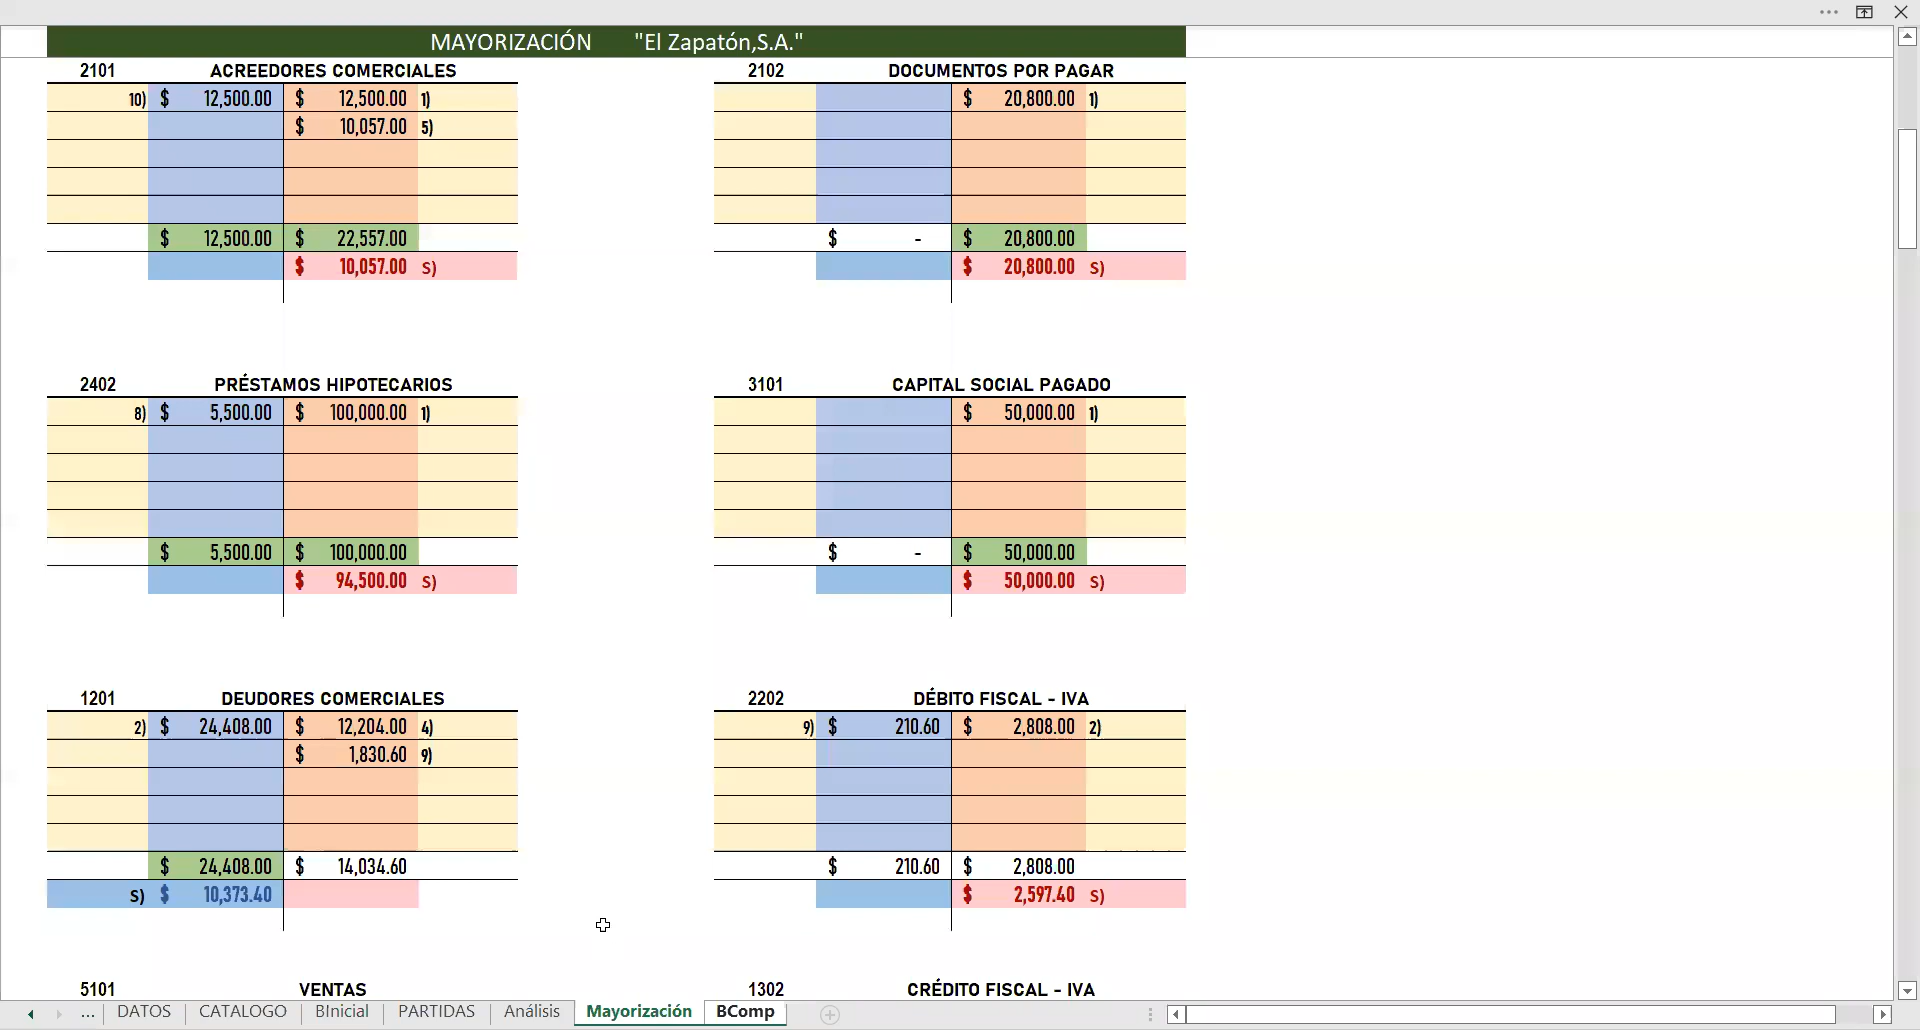 MAYORIZACIÓN "El Zapatón,S.A."
2101 ACREEDORES COMERCIALES
10) $ 12,500.00 $ 12,500.00 1)
$ 10,057.00 5)
$ 12,500.00 $ 22,557.00
$ 10,057.00 S)
2102 DOCUMENTOS POR PAGAR
$ 20,800.00 1)
$ - $ 20,800.00
$ 20,800.00 S)
2402 PRÉSTAMOS HIPOTECARIOS
8) $ 5,500.00 $ 100,000.00 1)
$ 5,500.00 $ 100,000.00
$ 94,500.00 S)
3101 CAPITAL SOCIAL PAGADO
$ 50,000.00 1)
$ - $ 50,000.00
$ 50,000.00 S)
1201 DEUDORES COMERCIALES
2) $ 24,408.00 $ 12,204.00 4)
$ 1,830.60 9)
$ 24,408.00 $ 14,034.60
S) $ 10,373.40
2202 DÉBITO FISCAL - IVA
9) $ 210.60 $ 2,808.00 2)
$ 210.60 $ 2,808.00
$ 2,597.40 S)
5101 VENTAS
1302 CRÉDITO FISCAL - IVA
... DATOS CATALOGO BInicial PARTIDAS Análisis Mayorización BComp